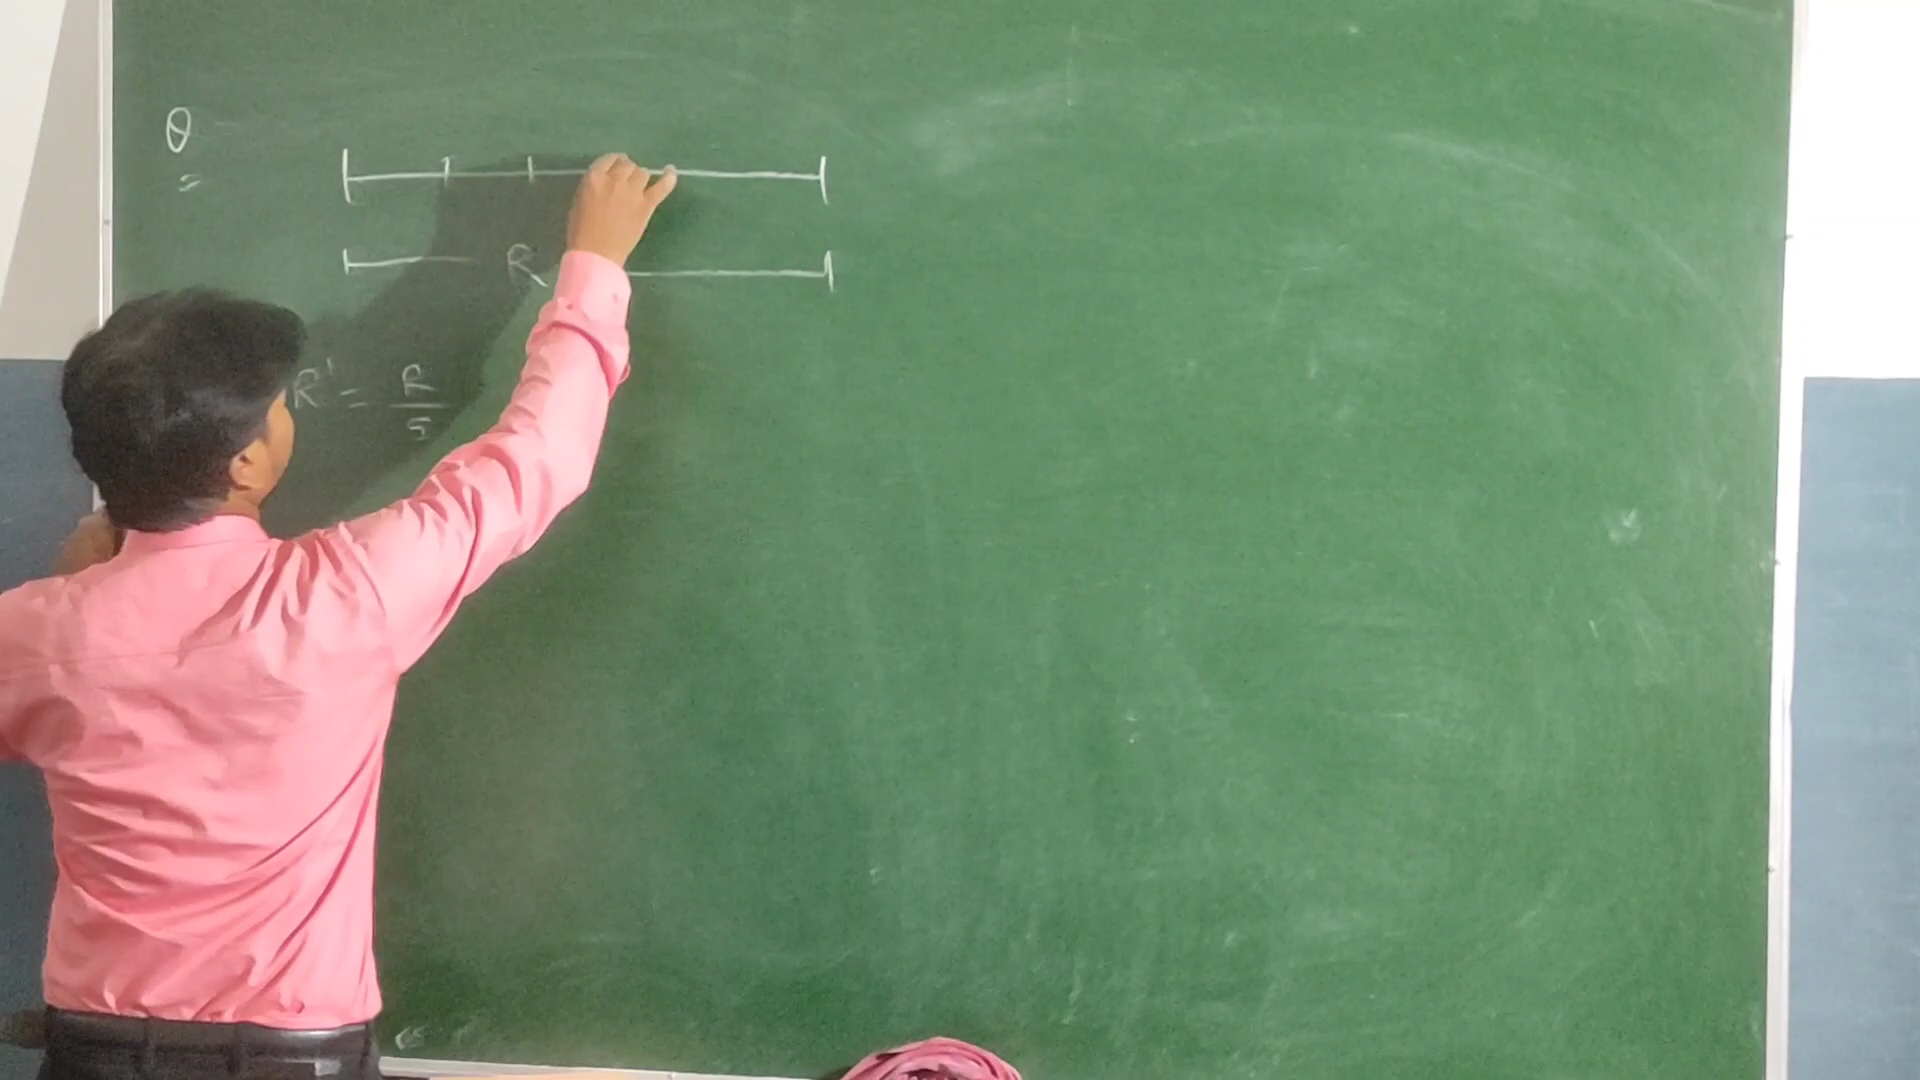 Q
=
R
R' = R/5